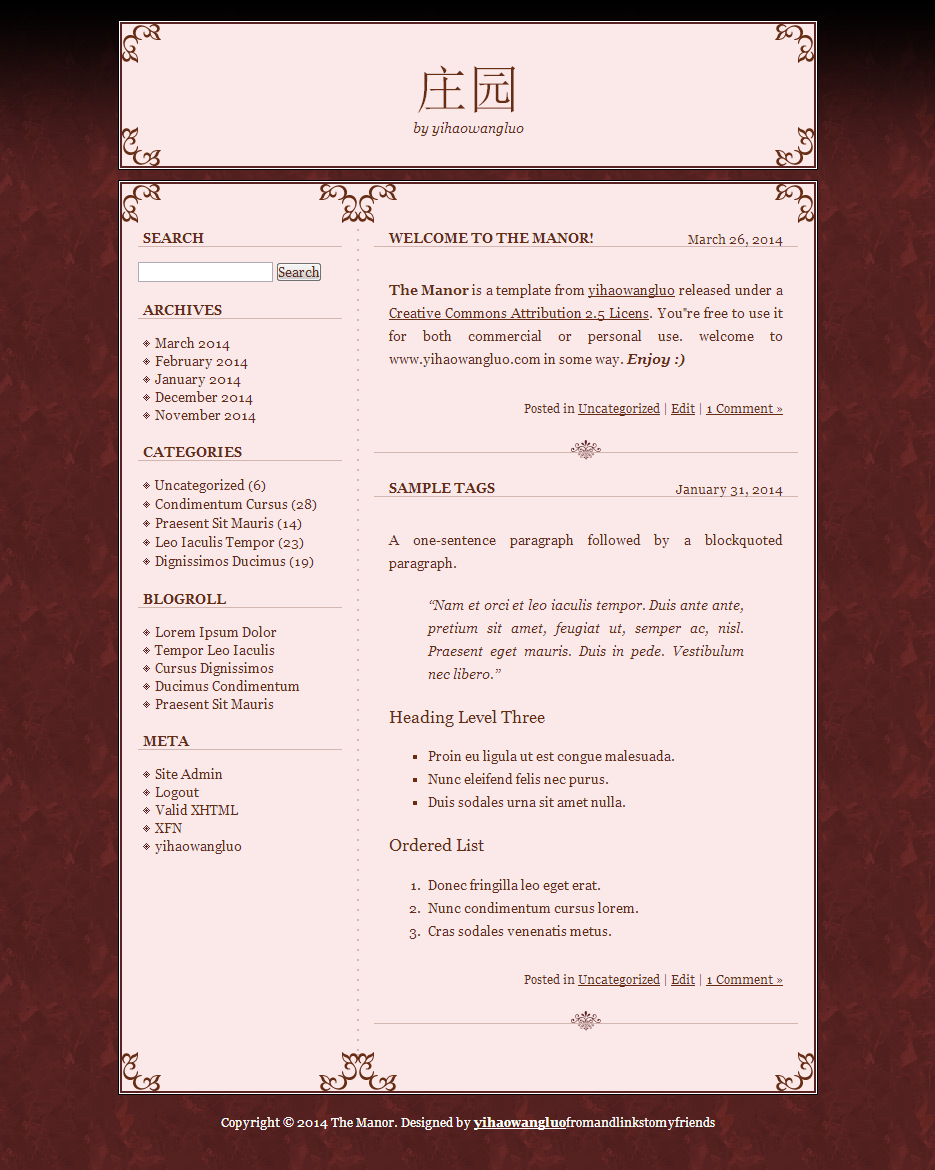 庄园
by yihaowangluo
SEARCH
Search
ARCHIVES
March 2014
February 2014
January 2014
December 2014
November 2014
CATEGORIES
Uncategorized (6)
Condimentum Cursus (28)
Praesent Sit Mauris (14)
Leo Iaculis Tempor (23)
Dignissimos Ducimus (19)
BLOGROLL
Lorem Ipsum Dolor
Tempor Leo Iaculis
Cursus Dignissimos
Ducimus Condimentum
Praesent Sit Mauris
META
Site Admin
Logout
Valid XHTML
XFN
yihaowangluo
WELCOME TO THE MANOR! March 26, 2014
The Manor is a template from yihaowangluo released under a
Creative Commons Attribution 2.5 Licens. You"re free to use it
for both commercial or personal use. welcome to
www.yihaowangluo.com in some way. Enjoy :)
Posted in Uncategorized | Edit | 1 Comment »
SAMPLE TAGS January 31, 2014
A one-sentence paragraph followed by a blockquoted
paragraph.
“Nam et orci et leo iaculis tempor. Duis ante ante,
pretium sit amet, feugiat ut, semper ac, nisl.
Praesent eget mauris. Duis in pede. Vestibulum
nec libero.”
Heading Level Three
Proin eu ligula ut est congue malesuada.
Nunc eleifend felis nec purus.
Duis sodales urna sit amet nulla.
Ordered List
1. Donec fringilla leo eget erat.
2. Nunc condimentum cursus lorem.
3. Cras sodales venenatis metus.
Posted in Uncategorized | Edit | 1 Comment »
Copyright © 2014 The Manor. Designed by yihaowangluofromandlinkstomyfriends